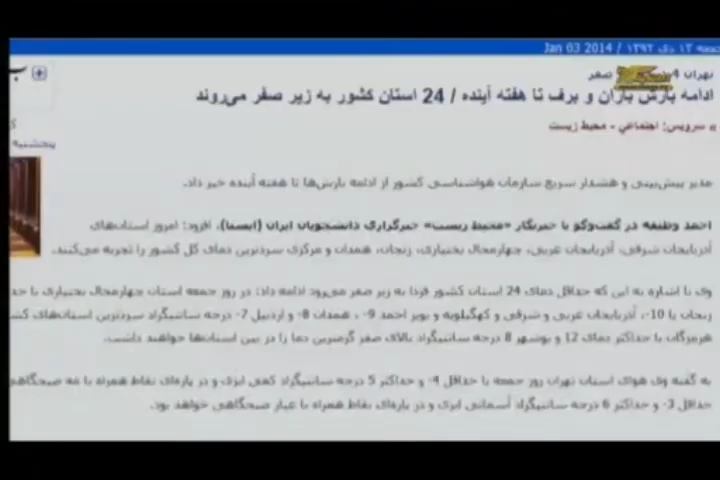 جمعه ۱۳ دی ۱۳۹۲ / Jan 03 2014
تهران 4 صفر
ادامه بارش باران و برف تا هفته آینده / 24 استان کشور به زیر صفر می‌روند
سرویس: اجتماعي - محيط زيست
پنجشنبه
مدیر پیش‌بینی و هشدار سریع سازمان هواشناسی کشور از ادامه بارش‌ها تا هفته آینده خبر داد.
احمد وظیفه در گفت‌وگو با خبرنگار «محیط زیست» خبرگزاری دانشجویان ایران (ایسنا)، افزود: امروز استان‌های
آذربایجان شرقی، آذربایجان غربی، چهارمحال بختیاری، زنجان، همدان و مرکزی سردترین دمای کل کشور را تجربه می‌کنند.
وی با اشاره به این که حداقل دمای 24 استان کشور فردا به زیر صفر می‌رود ادامه داد: در روز جمعه استان چهارمحال بختیاری با
زنجان با 10-، آذربایجان غربی و شرقی و کهگیلویه و بویر احمد 9- ، همدان 8- و اردبیل 7- درجه سانتیگراد سردترین استان‌های
هرمزگان با حداکثر دمای 12 و بوشهر 8 درجه سانتیگراد بالای صفر گرمترین دما را در بین استان‌ها خواهند داشت.
به گفته وی هوای استان تهران روز جمعه با حداقل 4- و حداکثر 5 درجه سانتیگراد کمی ابری و در پاره‌ای نقاط همراه با مه
حداقل 3- و حداکثر 6 درجه سانتیگراد آسمانی ابری و در پاره‌ای نقاط همراه با غبار صبحگاهی خواهد بود.